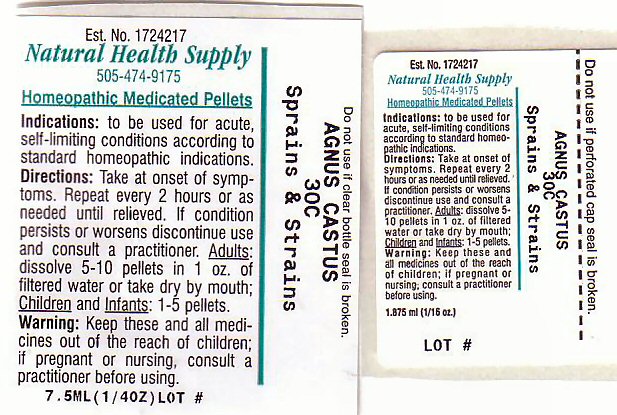 Est. No. 1724217
Natural Health Supply
505-474-9175
Homeopathic Medicated Pellets
Indications: to be used for acute,
self-limiting conditions according to
standard homeopathic indications.
Directions: Take at onset of symp-
toms. Repeat every 2 hours or as
needed until relieved. If condition
persists or worsens discontinue use
and consult a practitioner. Adults:
dissolve 5-10 pellets in 1 oz. of
filtered water or take dry by mouth;
Children and Infants: 1-5 pellets.
Warning: Keep these and all medi-
cines out of the reach of children;
if pregnant or nursing, consult a
practitioner before using.
7.5ML(1/4OZ)LOT #
Do not use if clear bottle seal is broken.
AGNUS CASTUS
30C
Sprains & Strains
Est. No. 1724217
Natural Health Supply
505-474-9175
Homeopathic Medicated Pellets
Indications: to be used for
acute, self-limiting conditions
according to standard homeo-
pathic indications.
Directions: Take at onset of
symptoms. Repeat every 2
hours or as needed until relieved.
If condition persists or worsens
discontinue use and consult a
practitioner. Adults: dissolve 5-
10 pellets in 1 oz. of filtered
water or take dry by mouth;
Children and Infants: 1-5 pellets.
Warning: Keep these and
all medicines out of the reach
of children; if pregnant or
nursing; consult a practitioner
before using.
1.875 ml (1/16 oz.)
LOT #
Do not use if perforated cap seal is broken.
AGNUS CASTUS
30C
Sprains & Strains